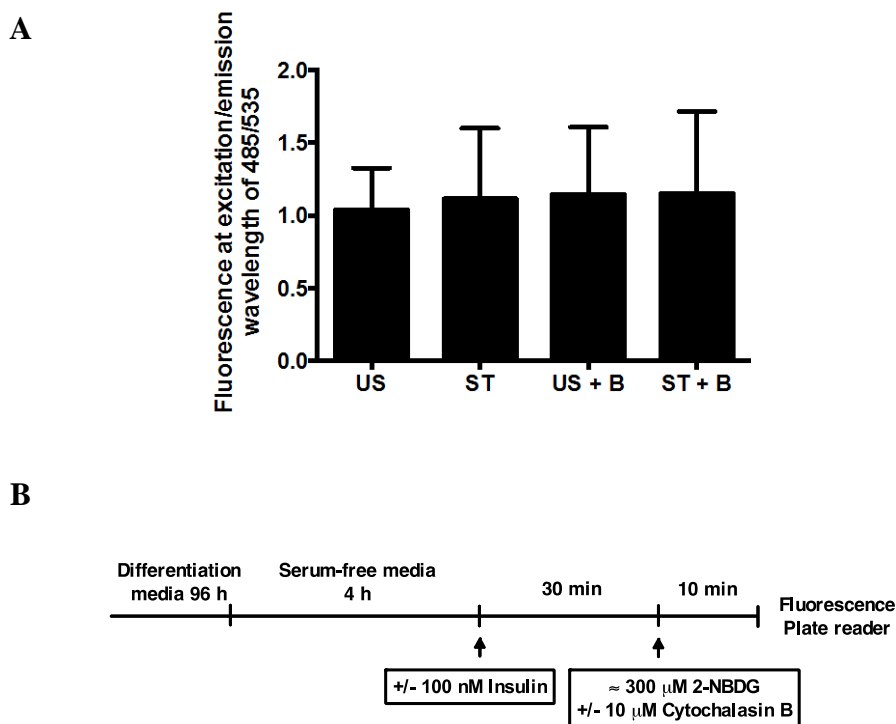 A
Fluorescence at excitation/emission
wavelength of 485/535
2.0
1.5
1.0
0.5
0.0
US ST US + B ST + B
B
Differentiation
media 96 h
Serum-free media
4 h
30 min
10 min
Fluorescence
Plate reader
+/- 100 nM Insulin
≈ 300 μM 2-NBDG
+/- 10 μM Cytochalasin B